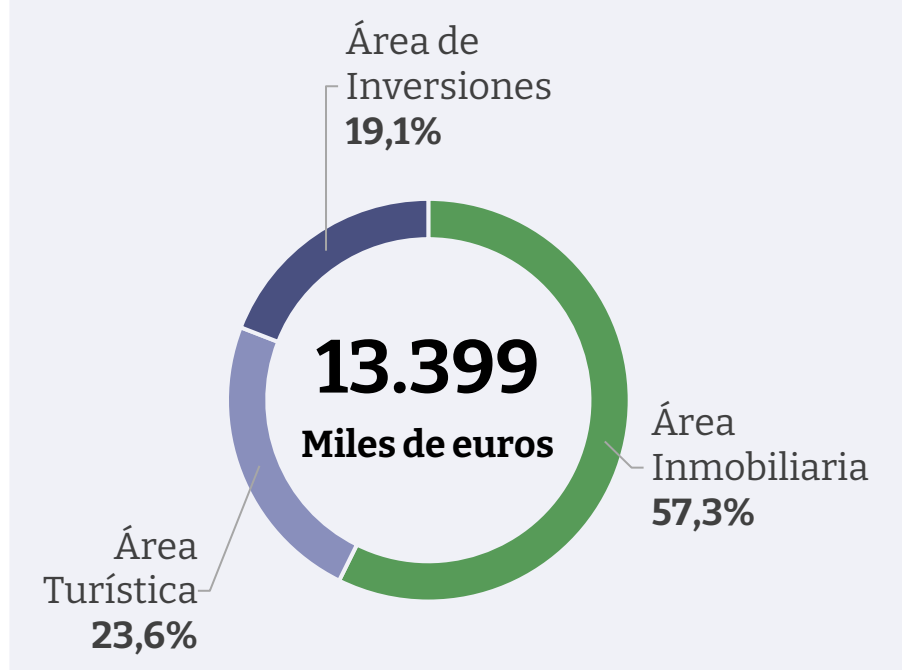 Área de
Inversiones
19,1%
13.399
Miles de euros
Área
Inmobiliaria
57,3%
Área
Turística
23,6%